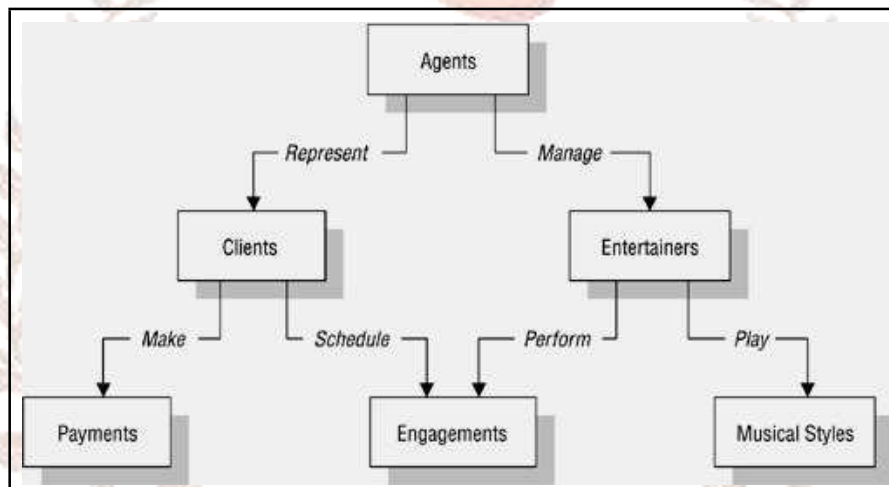 Agents
Represent Manage
Clients Entertainers
Make Schedule Perform Play
Payments Engagements Musical Styles